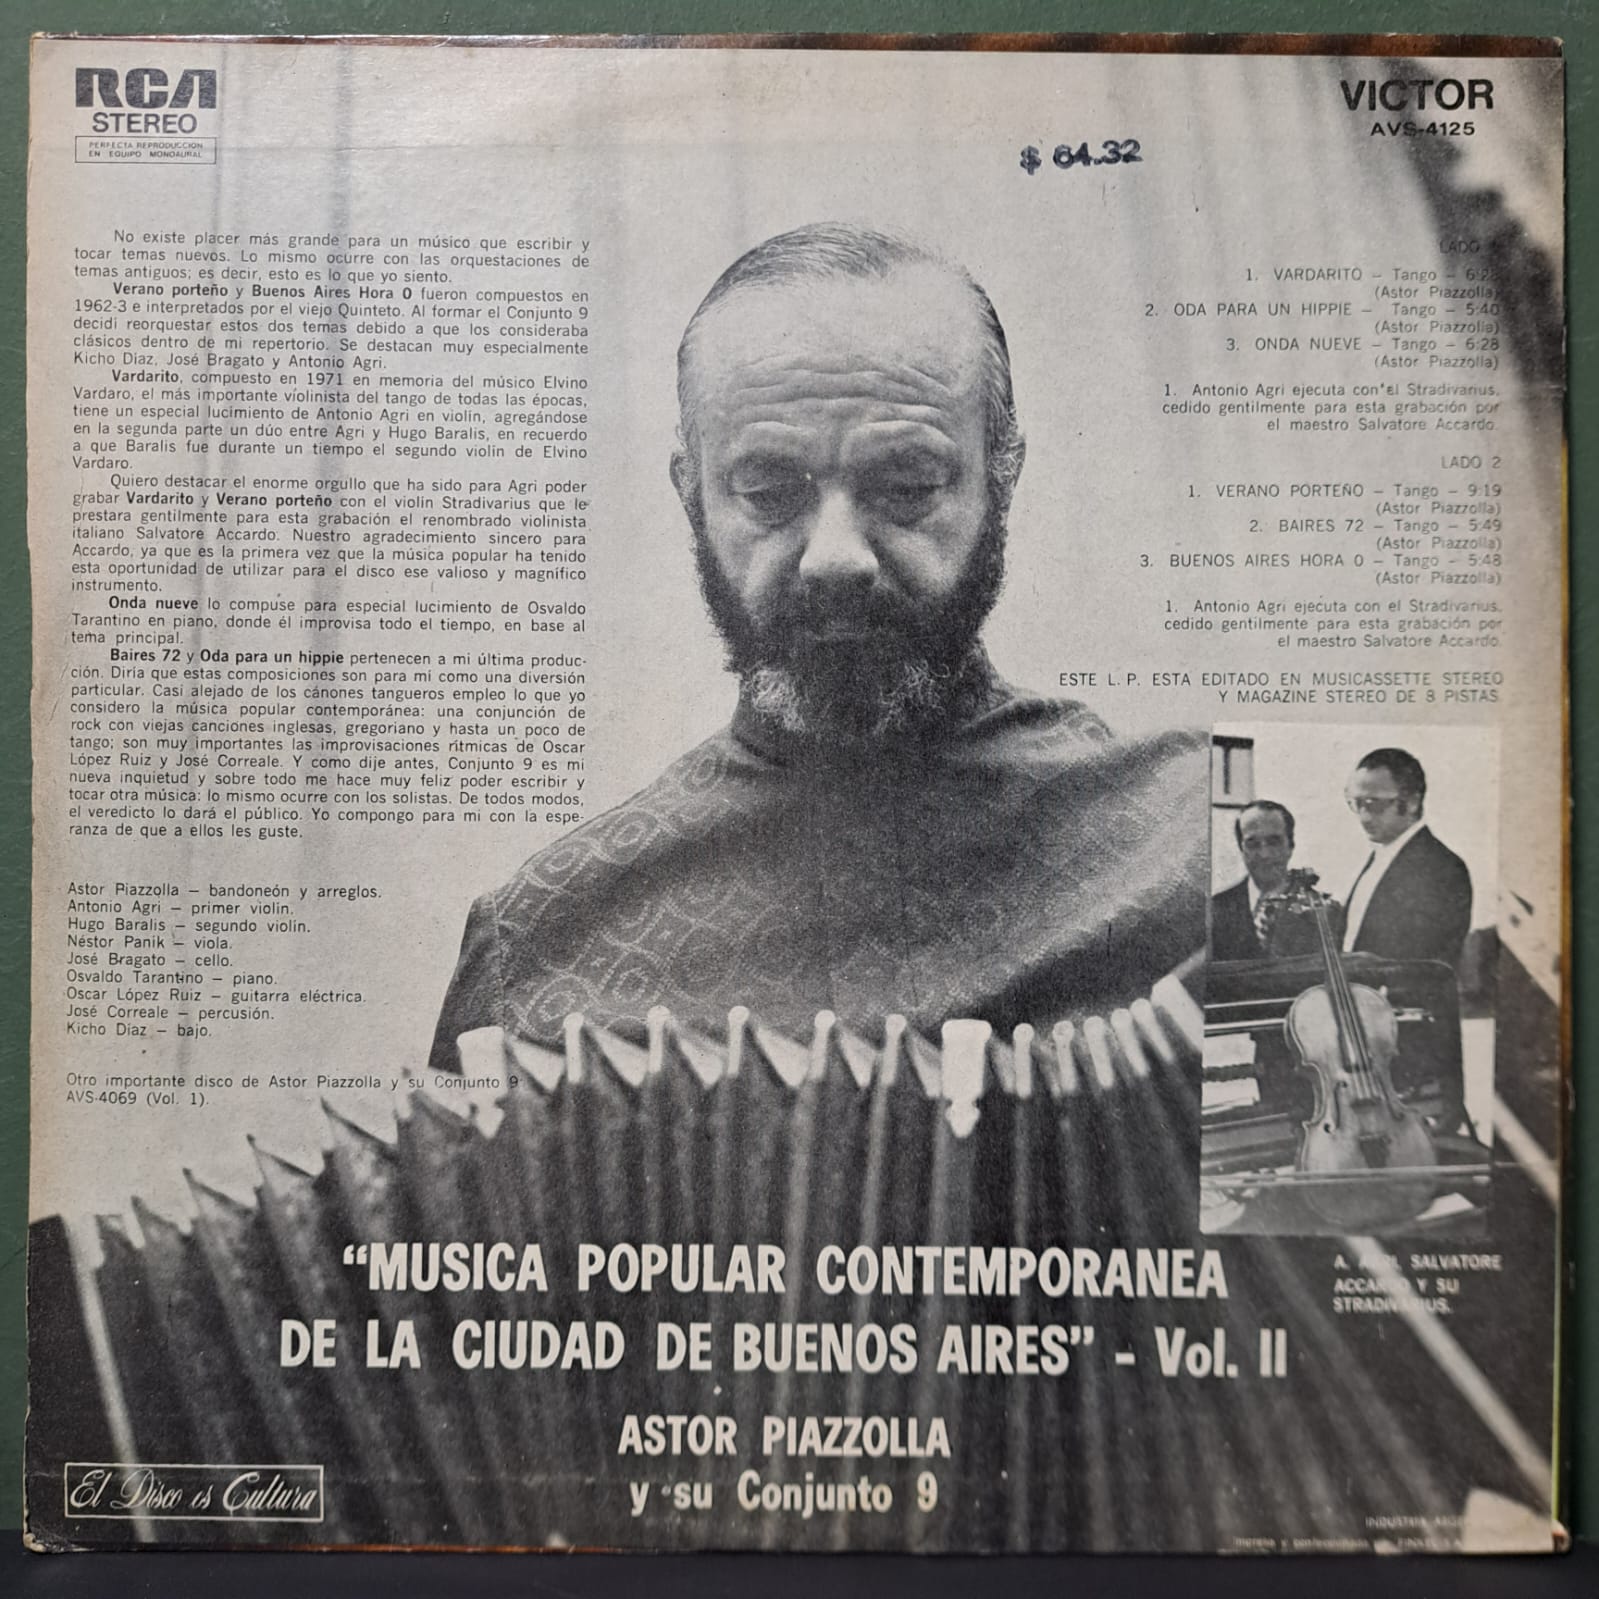 RCA
STEREO
PERFECTA REPRODUCCION
EN EQUIPO MONOAURAL
VICTOR
AVS-4125
$ 64.32
No existe placer más grande para un músico que escribir y
tocar temas nuevos. Lo mismo ocurre con las orquestaciones de
temas antiguos; es decir, esto es lo que yo siento.
Verano porteño y Buenos Aires Hora 0 fueron compuestos en
1962-3 e interpretados por el viejo Quinteto. Al formar el Conjunto 9
decidí reorquestar estos dos temas debido a que los consideraba
clásicos dentro de mi repertorio. Se destacan muy especialmente
Kicho Díaz, José Bragato y Antonio Agri.
Vardarito, compuesto en 1971 en memoria del músico Elvino
Vardaro, el más importante violinista del tango de todas las épocas,
tiene un especial lucimiento de Antonio Agri en violín, agregándose
en la segunda parte un dúo entre Agri y Hugo Baralis, en recuerdo
a que Baralis fue durante un tiempo el segundo violín de Elvino
Vardaro.
Quiero destacar el enorme orgullo que ha sido para Agri poder
grabar Vardarito y Verano porteño con el violín Stradivarius que le
prestara gentilmente para esta grabación el renombrado violinista
italiano Salvatore Accardo. Nuestro agradecimiento sincero para
Accardo, ya que es la primera vez que la música popular ha tenido
esta oportunidad de utilizar para el disco ese valioso y magnífico
instrumento.
Onda nueve lo compuse para especial lucimiento de Osvaldo
Tarantino en piano, donde él improvisa todo el tiempo, en base al
tema principal.
Baires 72 y Oda para un hippie pertenecen a mi última produc-
ción. Diría que estas composiciones son para mí como una diversión
particular. Casi alejado de los cánones tangueros empleo lo que yo
considero la música popular contemporánea: una conjunción de
rock con viejas canciones inglesas, gregoriano y hasta un poco de
tango; son muy importantes las improvisaciones rítmicas de Oscar
López Ruiz y José Correale. Y como dije antes, Conjunto 9 es mi
nueva inquietud y sobre todo me hace muy feliz poder escribir y
tocar otra música: lo mismo ocurre con los solistas. De todos modos,
el veredicto lo dará el público. Yo compongo para mí con la espe-
ranza de que a ellos les guste.
Astor Piazzolla — bandoneón y arreglos.
Antonio Agri — primer violín.
Hugo Baralis — segundo violín.
Néstor Panik — viola.
José Bragato — cello.
Osvaldo Tarantino — piano.
Oscar López Ruiz — guitarra eléctrica.
José Correale — percusión.
Kicho Díaz — bajo.
Otro importante disco de Astor Piazzolla y su Conjunto 9
AVS-4069 (Vol. 1).
LADO
1. VARDARITO — Tango —
(Astor Piazzolla)
2. ODA PARA UN HIPPIE — Tango — 5:40
(Astor Piazzolla)
3. ONDA NUEVE — Tango — 6:28
(Astor Piazzolla)
1. Antonio Agri ejecuta con el Stradivarius,
cedido gentilmente para esta grabación por
el maestro Salvatore Accardo.
LADO 2
1. VERANO PORTEÑO — Tango — 9:19
(Astor Piazzolla)
2. BAIRES 72 — Tango — 5:49
(Astor Piazzolla)
3. BUENOS AIRES HORA 0 — Tango — 5:48
(Astor Piazzolla)
1. Antonio Agri ejecuta con el Stradivarius,
cedido gentilmente para esta grabación por
el maestro Salvatore Accardo.
ESTE L. P. ESTA EDITADO EN MUSICASSETTE STEREO
Y MAGAZINE STEREO DE 8 PISTAS
A. AGRI, SALVATORE
ACCARDO Y SU
STRADIVARIUS.
"MUSICA POPULAR CONTEMPORANEA
DE LA CIUDAD DE BUENOS AIRES" - Vol. II
ASTOR PIAZZOLLA
y su Conjunto 9
El Disco es Cultura
INDUSTRIA